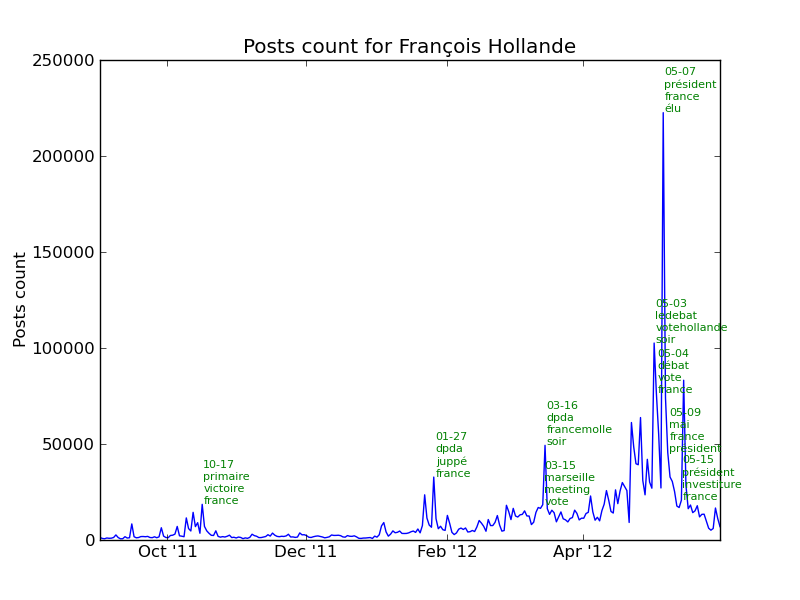 Posts count for François Hollande
250000
200000
150000
100000
50000
0
Posts count
Oct '11
Dec '11
Feb '12
Apr '12
10-17
primaire
victoire
france
01-27
dpda
juppé
france
03-16
dpda
francemolle
soir
03-15
marseille
meeting
vote
05-07
président
france
élu
05-03
ledebat
votehollande
soir
05-04
débat
vote
france
05-09
mai
france
président
05-15
président
investiture
france